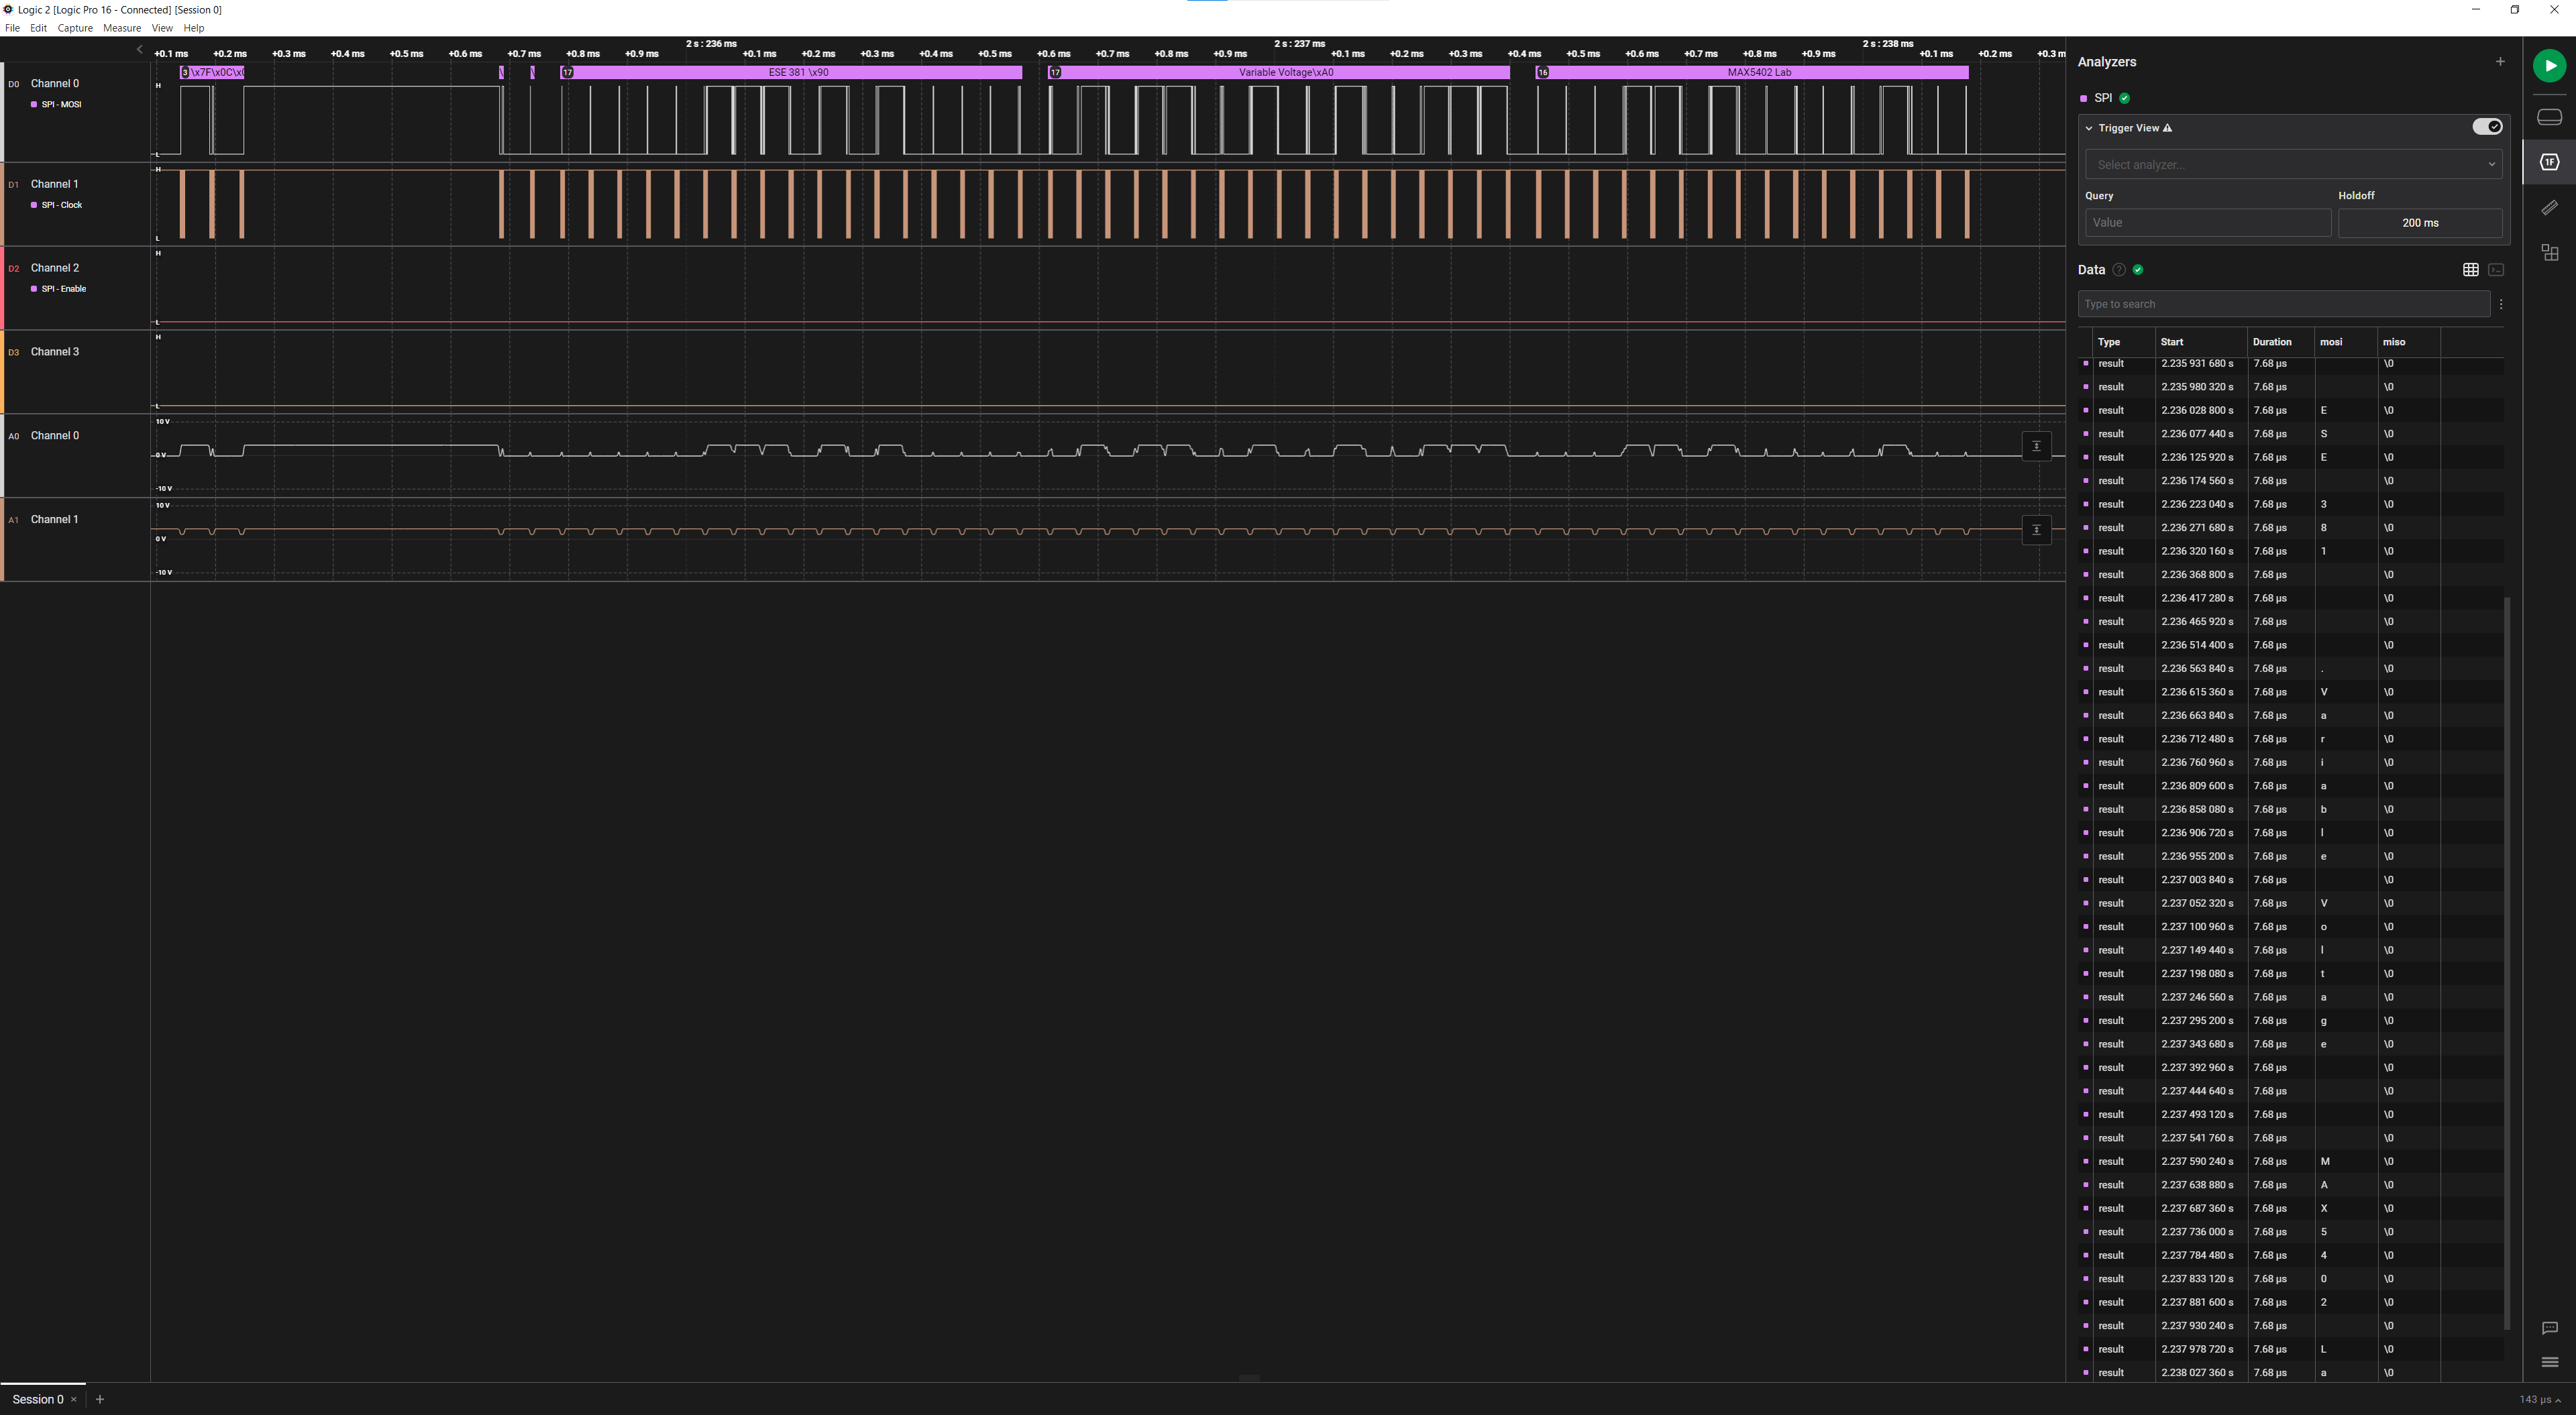 Logic 2 [Logic Pro 16 - Connected] [Session 0]
File Edit Capture Measure View Help
2 s : 236 ms 2 s : 237 ms 2 s : 238 ms
+0.1 ms +0.2 ms +0.3 ms +0.4 ms +0.5 ms +0.6 ms +0.7 ms +0.8 ms +0.9 ms +0.1 ms +0.2 ms +0.3 ms +0.4 ms +0.5 ms +0.6 ms +0.7 ms +0.8 ms +0.9 ms +0.1 ms +0.2 ms +0.3 ms +0.4 ms +0.5 ms +0.6 ms +0.7 ms +0.8 ms +0.9 ms +0.1 ms +0.2 ms +0.3 m
3 \x7F\x0C\x0 \ \ 17 ESE 381 \x90 17 Variable Voltage\xA0 16 MAX5402 Lab
D0 Channel 0 H
SPI - MOSI
L
H
D1 Channel 1
SPI - Clock
L
H
D2 Channel 2
SPI - Enable
L
H
D3 Channel 3
L
10 V
A0 Channel 0
0 V
-10 V
10 V
A1 Channel 1
0 V
-10 V
Analyzers
SPI
Trigger View
Select analyzer...
Query Holdoff
Value 200 ms
1F
Data ?
Type to search
Type Start Duration mosi miso
result 2.235 931 680 s 7.68 µs \0
result 2.235 980 320 s 7.68 µs \0
result 2.236 028 800 s 7.68 µs E \0
result 2.236 077 440 s 7.68 µs S \0
result 2.236 125 920 s 7.68 µs E \0
result 2.236 174 560 s 7.68 µs \0
result 2.236 223 040 s 7.68 µs 3 \0
result 2.236 271 680 s 7.68 µs 8 \0
result 2.236 320 160 s 7.68 µs 1 \0
result 2.236 368 800 s 7.68 µs \0
result 2.236 417 280 s 7.68 µs \0
result 2.236 465 920 s 7.68 µs \0
result 2.236 514 400 s 7.68 µs \0
result 2.236 563 840 s 7.68 µs . \0
result 2.236 615 360 s 7.68 µs V \0
result 2.236 663 840 s 7.68 µs a \0
result 2.236 712 480 s 7.68 µs r \0
result 2.236 760 960 s 7.68 µs i \0
result 2.236 809 600 s 7.68 µs a \0
result 2.236 858 080 s 7.68 µs b \0
result 2.236 906 720 s 7.68 µs l \0
result 2.236 955 200 s 7.68 µs e \0
result 2.237 003 840 s 7.68 µs \0
result 2.237 052 320 s 7.68 µs V \0
result 2.237 100 960 s 7.68 µs o \0
result 2.237 149 440 s 7.68 µs l \0
result 2.237 198 080 s 7.68 µs t \0
result 2.237 246 560 s 7.68 µs a \0
result 2.237 295 200 s 7.68 µs g \0
result 2.237 343 680 s 7.68 µs e \0
result 2.237 392 960 s 7.68 µs \0
result 2.237 444 640 s 7.68 µs \0
result 2.237 493 120 s 7.68 µs \0
result 2.237 541 760 s 7.68 µs \0
result 2.237 590 240 s 7.68 µs M \0
result 2.237 638 880 s 7.68 µs A \0
result 2.237 687 360 s 7.68 µs X \0
result 2.237 736 000 s 7.68 µs 5 \0
result 2.237 784 480 s 7.68 µs 4 \0
result 2.237 833 120 s 7.68 µs 0 \0
result 2.237 881 600 s 7.68 µs 2 \0
result 2.237 930 240 s 7.68 µs \0
result 2.237 978 720 s 7.68 µs L \0
result 2.238 027 360 s 7.68 µs a \0
Session 0 × + 143 µs